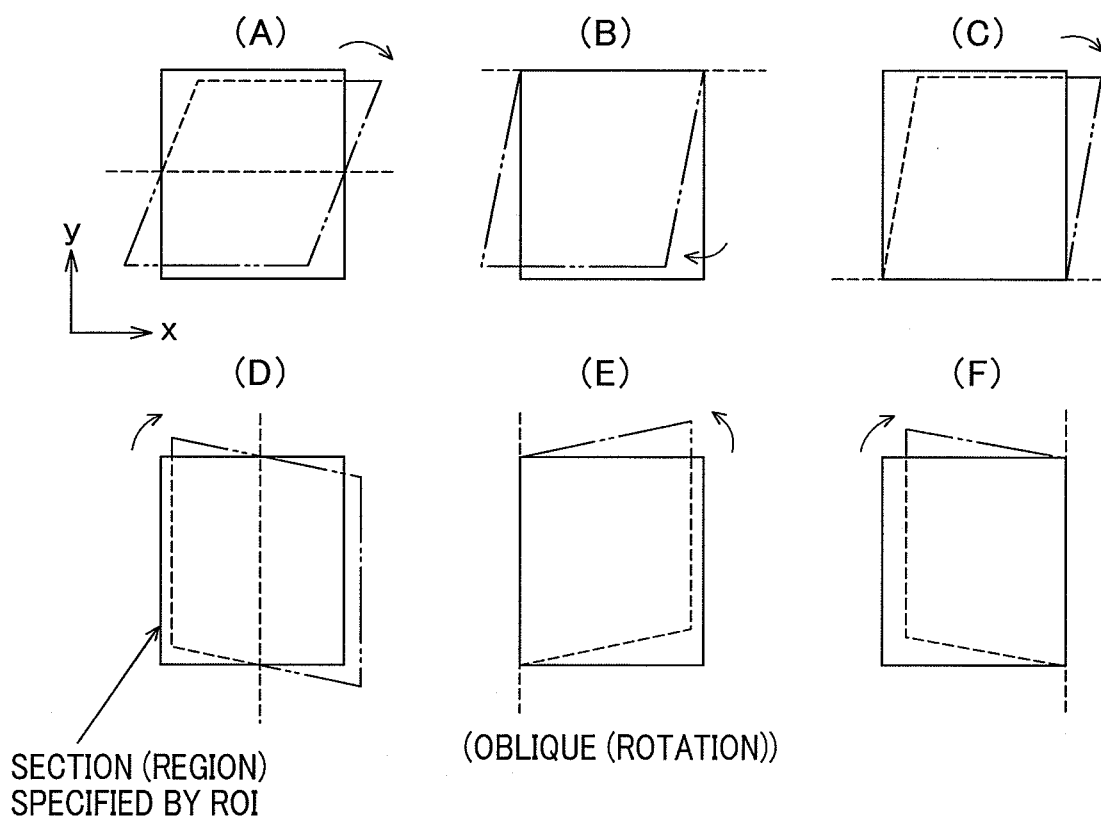 (A)
(B)
(C)
y
x
(D)
(E)
(F)
SECTION (REGION)
SPECIFIED BY ROI
(OBLIQUE (ROTATION))